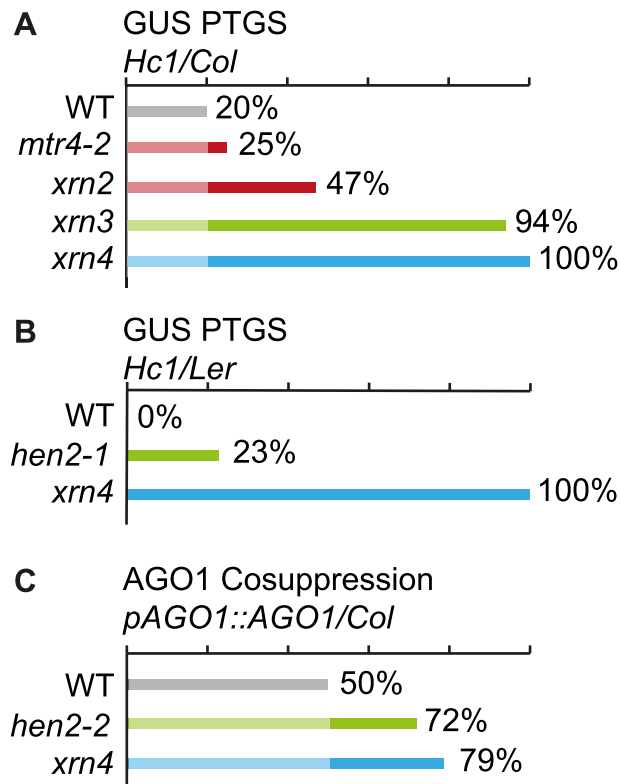 A GUS PTGS
Hc1/Col
WT 20%
mtr4-2 25%
xrn2 47%
xrn3 94%
xrn4 100%
B GUS PTGS
Hc1/Ler
WT 0%
hen2-1 23%
xrn4 100%
C AGO1 Cosuppression
pAGO1::AGO1/Col
WT 50%
hen2-2 72%
xrn4 79%